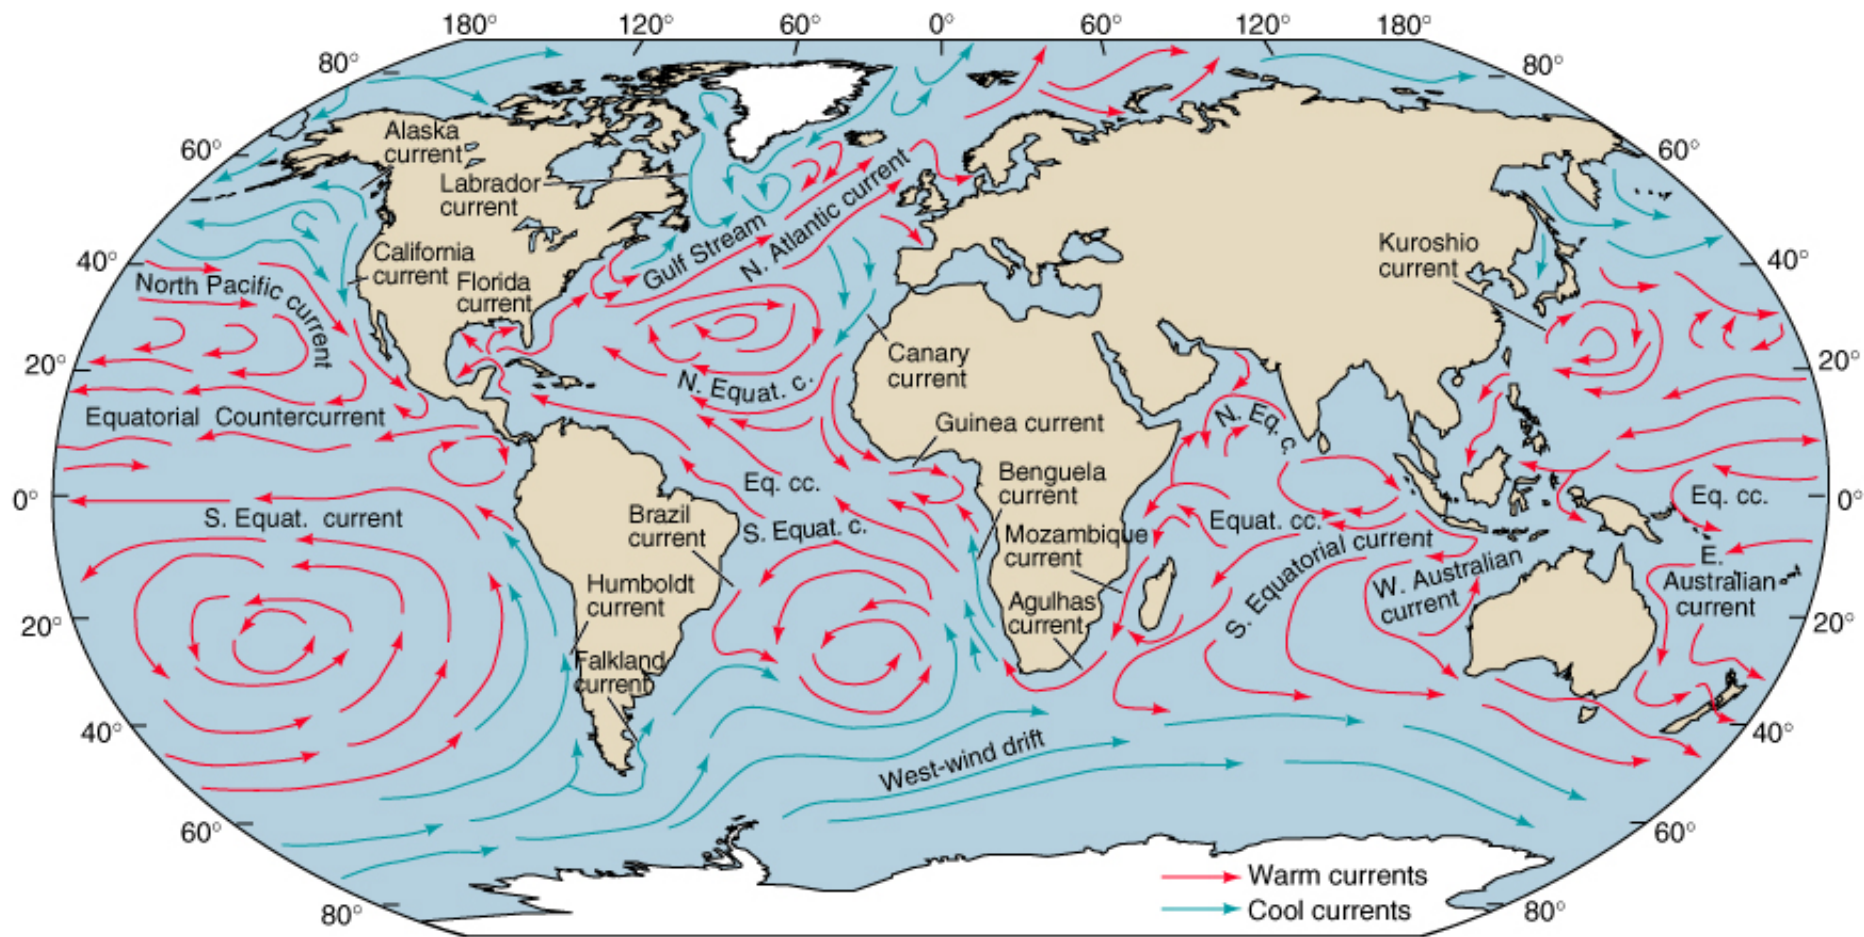 180°
120°
60°
0°
60°
120°
180°
80°
80°
60°
60°
40°
40°
20°
20°
0°
0°
20°
20°
40°
40°
60°
60°
80°
80°
Alaska
current
Labrador
current
California
current
Florida
current
North Pacific current
Gulf Stream
N. Atlantic current
Kuroshio
current
Canary
current
N. Equat. c.
Equatorial Countercurrent
Guinea current
N. Eq. c.
Benguela
current
Eq. cc.
Eq. cc.
S. Equat. current
Brazil
current
S. Equat. c.
Equat. cc.
Mozambique
current
S. Equatorial current
W. Australian
current
E.
Australian
current
Humboldt
current
Agulhas
current
Falkland
current
West-wind drift
Warm currents
Cool currents